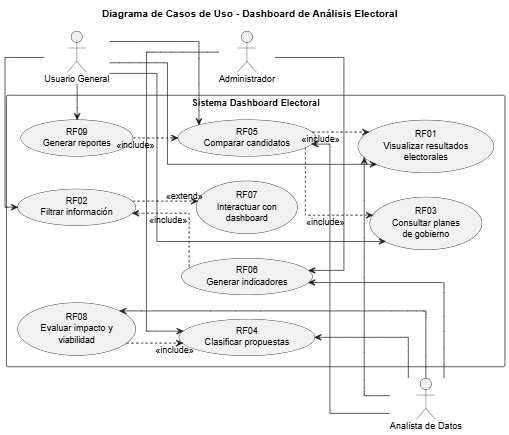 Diagrama de Casos de Uso - Dashboard de Análisis Electoral
Usuario General
Administrador
Sistema Dashboard Electoral
RF09
Generar reportes
«include»
RF05
Comparar candidatos
«include»
RF01
Visualizar resultados
electorales
RF02
Filtrar información
«extend»
«include»
RF07
Interactuar con
dashboard
«include»
RF03
Consultar planes
de gobierno
RF06
Generar indicadores
RF08
Evaluar impacto y
viabilidad
«include»
RF04
Clasificar propuestas
Analista de Datos